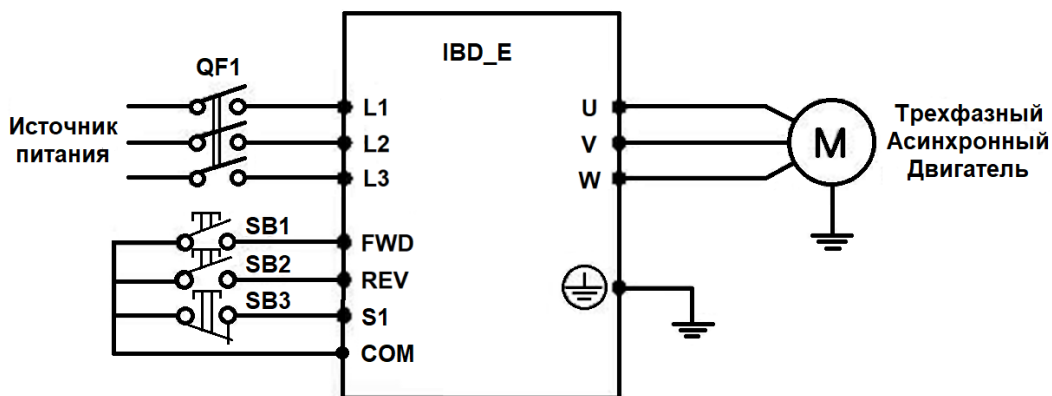 IBD_E
QF1
Источник
питания
L1
L2
L3
U
V
W
M
Трехфазный
Асинхронный
Двигатель
SB1
FWD
SB2
REV
SB3
S1
COM